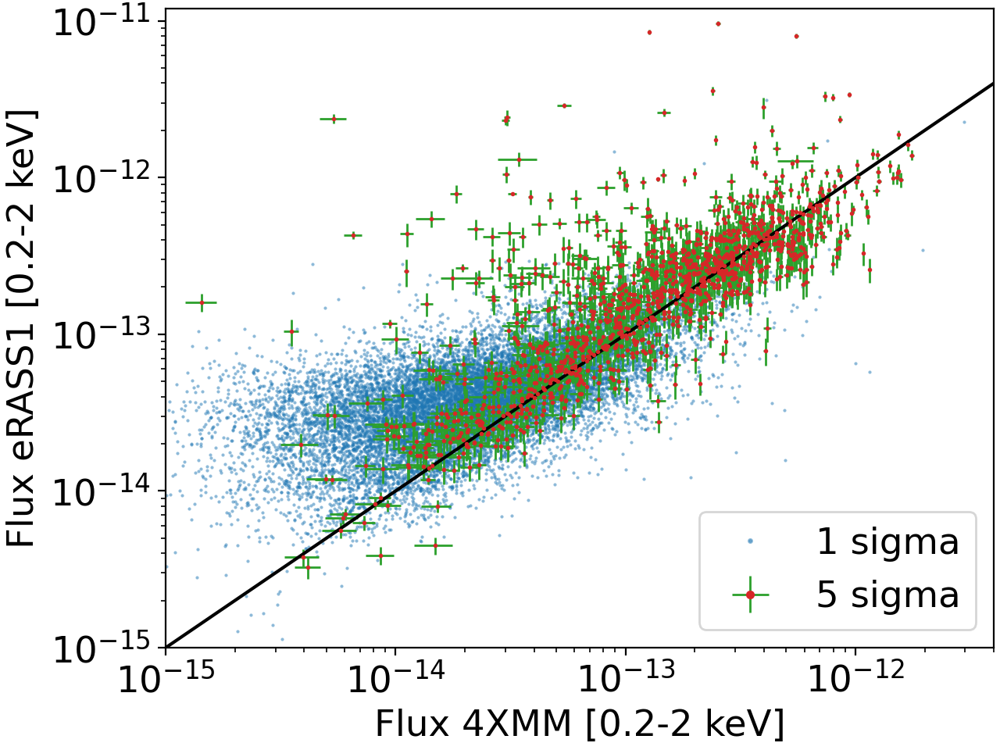 10⁻¹¹
10⁻¹²
10⁻¹³
10⁻¹⁴
10⁻¹⁵
Flux eRASS1 [0.2-2 keV]
1 sigma
5 sigma
10⁻¹⁵ 10⁻¹⁴ 10⁻¹³ 10⁻¹²
Flux 4XMM [0.2-2 keV]